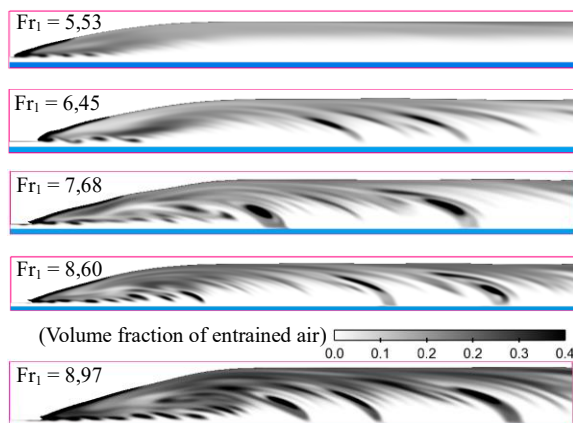 Fr₁ = 5,53
Fr₁ = 6,45
Fr₁ = 7,68
Fr₁ = 8,60
(Volume fraction of entrained air)
0.0 0.1 0.2 0.2 0.3 0.4
Fr₁ = 8,97